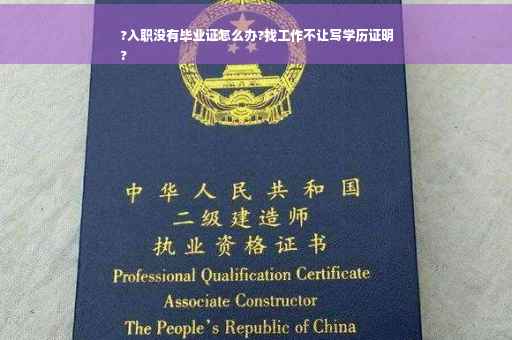 ?入职没有毕业证怎么办?找工作不让写学历证明
?
中华人民共和国
二级建造师
执业资格证书
Professional Qualification Certificate
Associate Constructor
The People's Republic of China